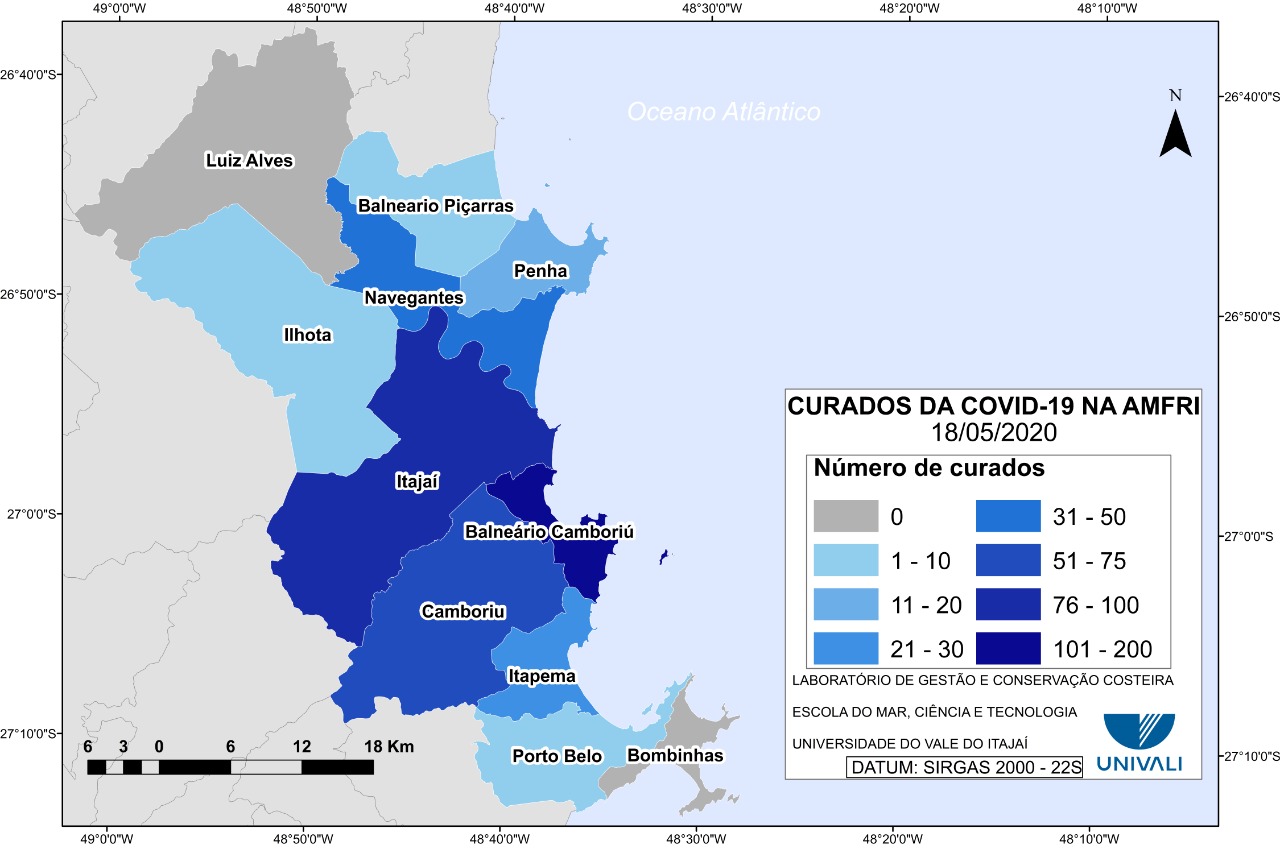 49°0'0"W 48°50'0"W 48°40'0"W 48°30'0"W 48°20'0"W 48°10'0"W
26°40'0"S
26°40'0"S
N
Oceano Atlântico
Luiz Alves
Balneario Piçarras
Penha
26°50'0"S
Navegantes
26°50'0"S
Ilhota
CURADOS DA COVID-19 NA AMFRI
18/05/2020
Número de curados
0
1 - 10
11 - 20
21 - 30
31 - 50
51 - 75
76 - 100
101 - 200
Itajaí
27°0'0"S
Balneário Camboriú
27°0'0"S
Camboriu
Itapema
LABORATÓRIO DE GESTÃO E CONSERVAÇÃO COSTEIRA
ESCOLA DO MAR, CIÊNCIA E TECNOLOGIA
UNIVERSIDADE DO VALE DO ITAJAÍ
DATUM: SIRGAS 2000 - 22S
UNIVALI
27°10'0"S
Porto Belo
Bombinhas
27°10'0"S
6 3 0 6 12 18 Km
49°0'0"W 48°50'0"W 48°40'0"W 48°30'0"W 48°20'0"W 48°10'0"W